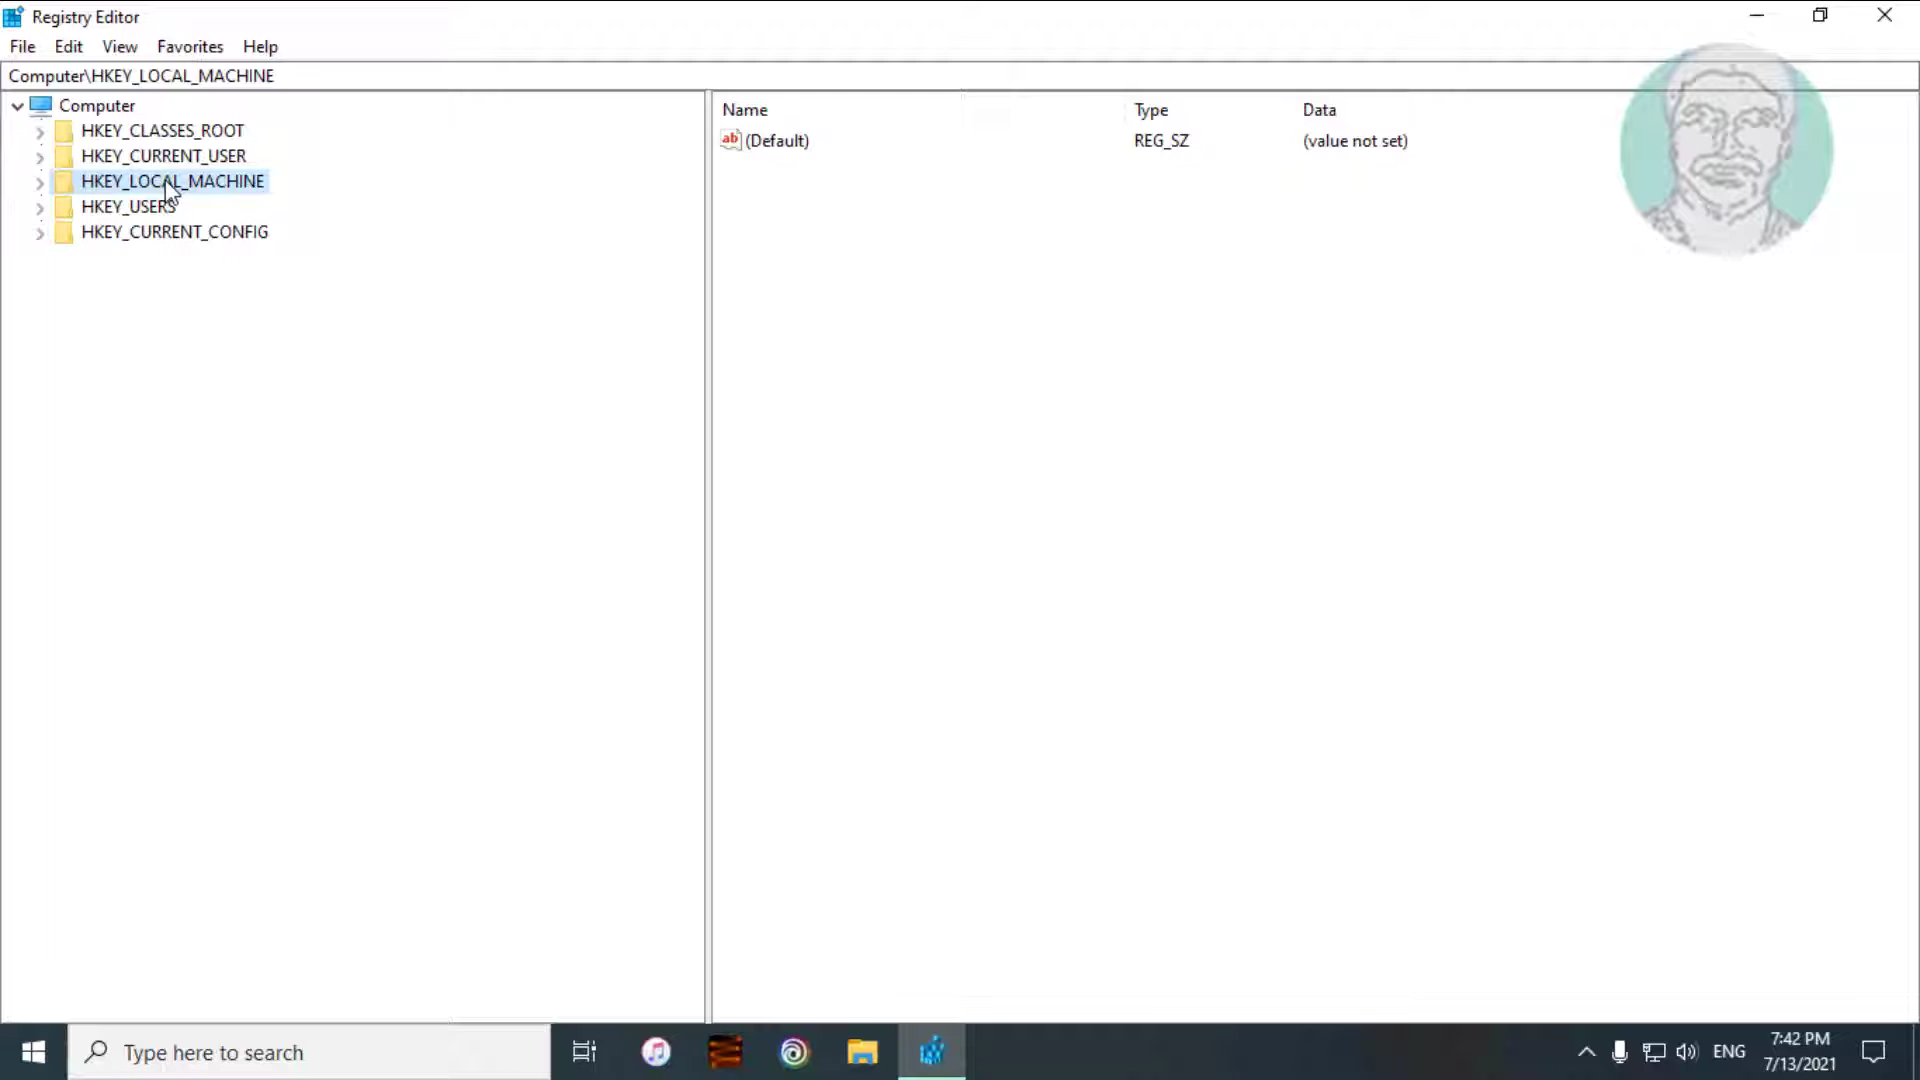 Registry Editor
File Edit View Favorites Help
Computer\HKEY_LOCAL_MACHINE
Computer
HKEY_CLASSES_ROOT
HKEY_CURRENT_USER
HKEY_LOCAL_MACHINE
HKEY_USERS
HKEY_CURRENT_CONFIG
Name Type Data
ab (Default) REG_SZ (value not set)
Type here to search
ENG
7:42 PM
7/13/2021